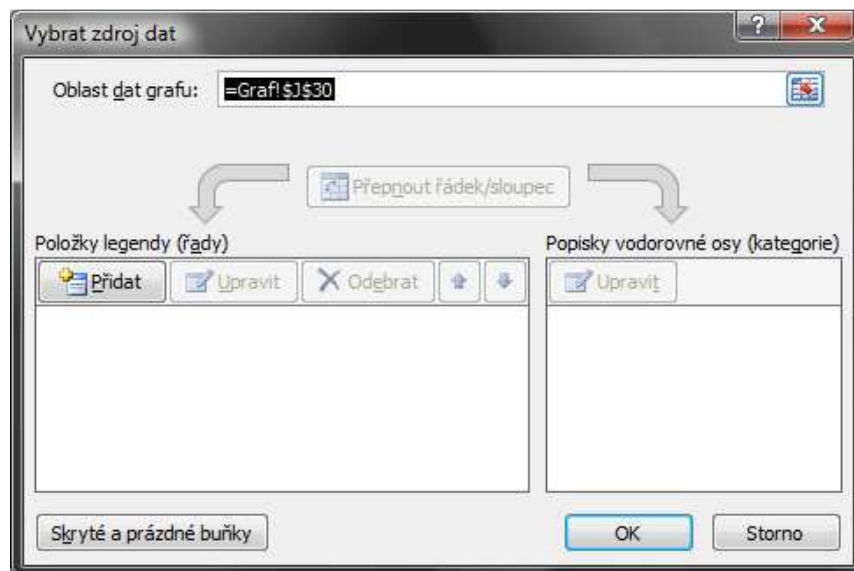 Vybrat zdroj dat
Oblast dat grafu: =Graf!$J$30
Přepnout řádek/sloupec
Položky legendy (řady)
Popisky vodorovné osy (kategorie)
Přidat Upravit Odebrat
Upravit
Skryté a prázdné buňky
OK Storno